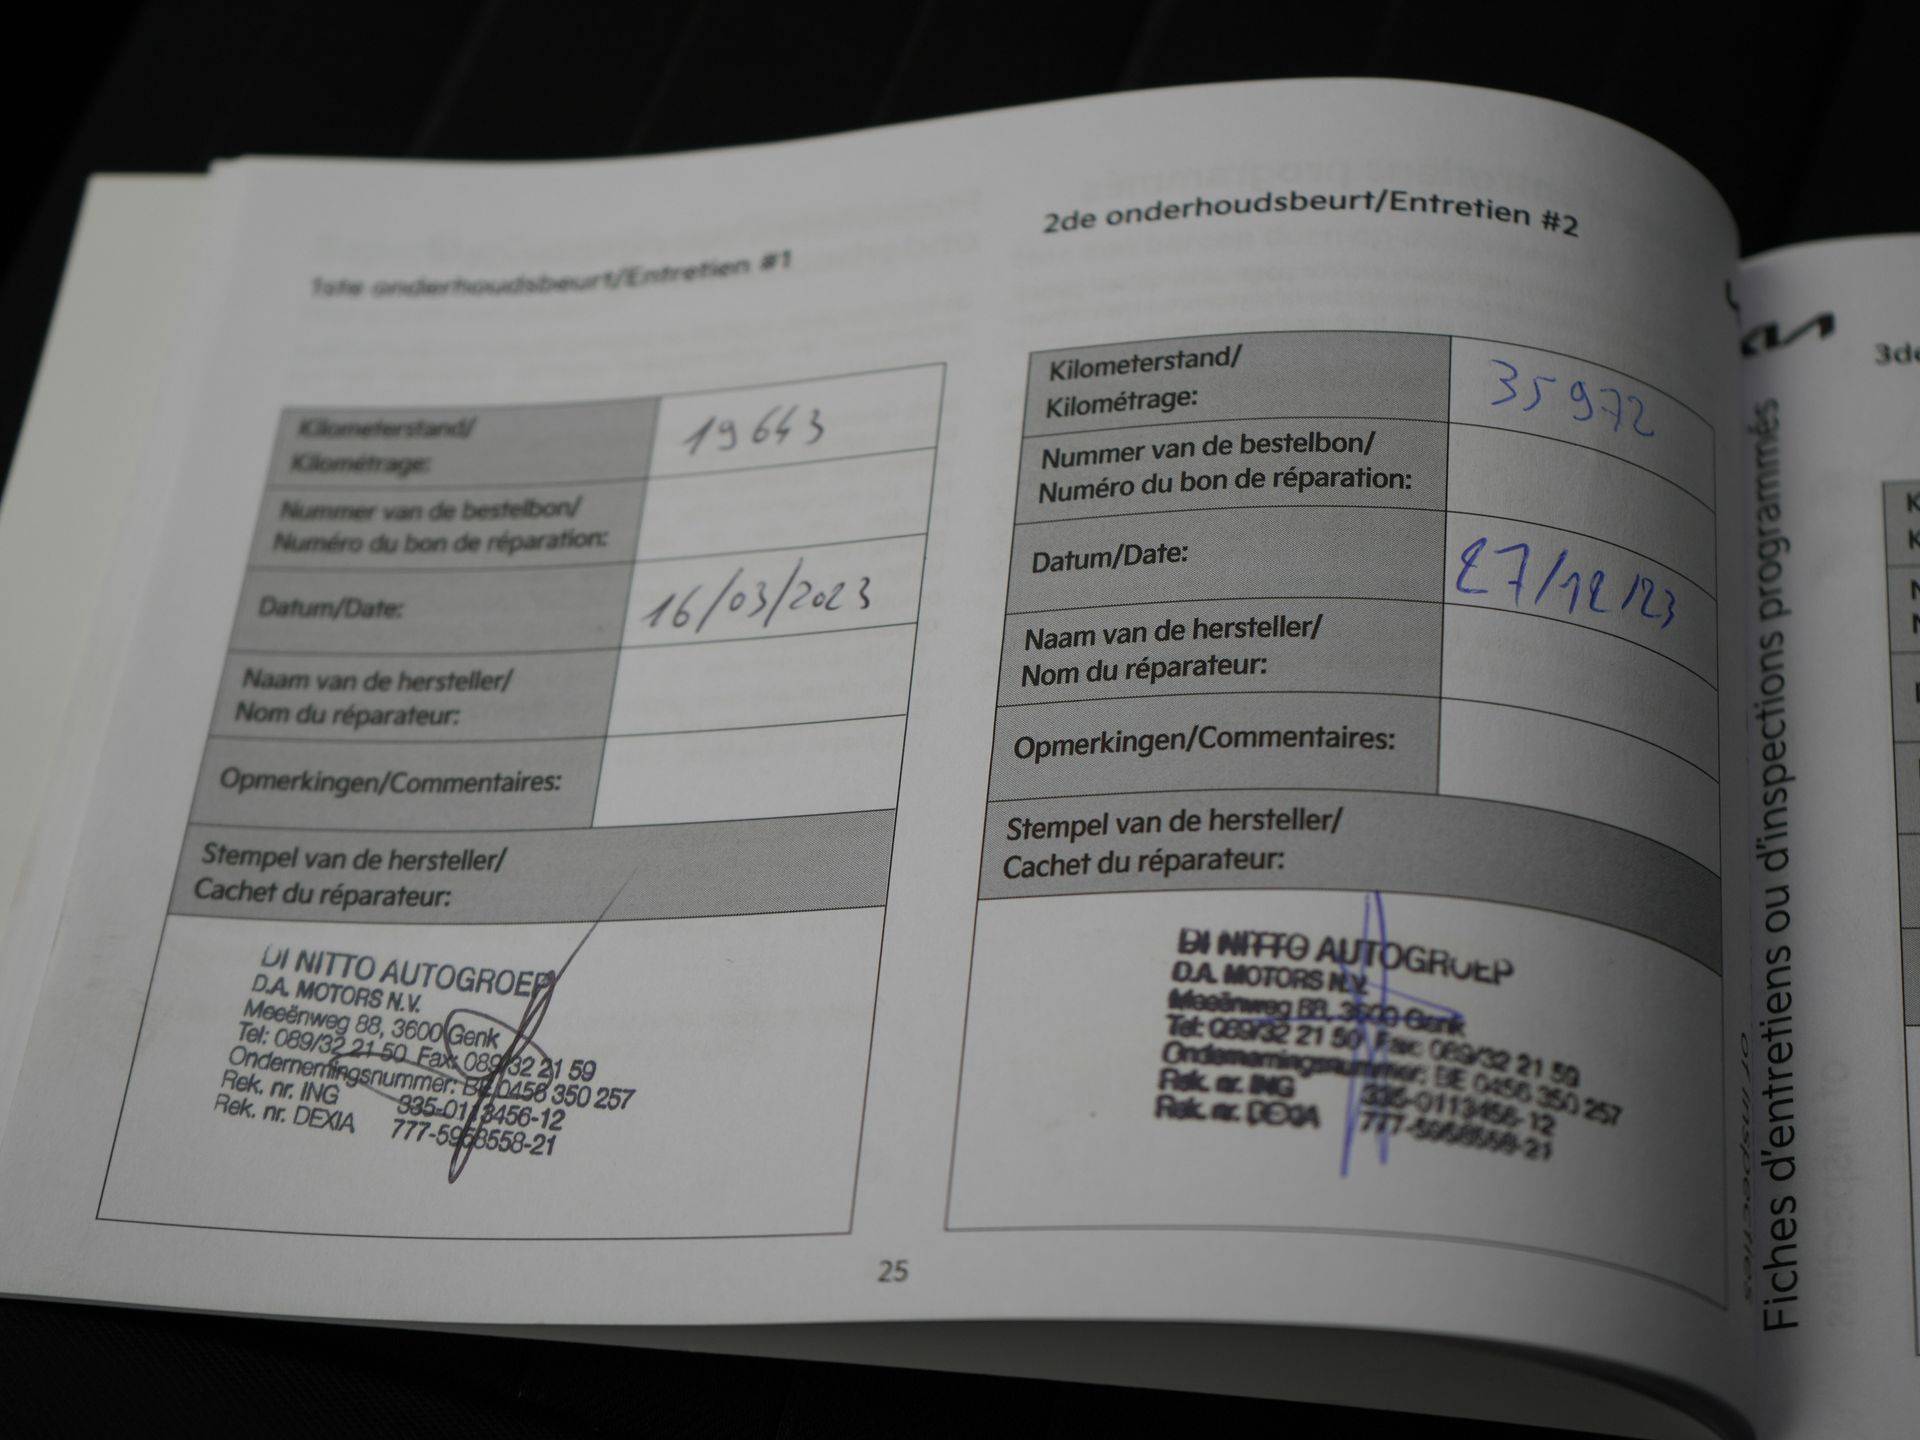 1ste onderhoudsbeurt/Entretien #1
Kilometerstand/
Kilométrage:
19643
Nummer van de bestelbon/
Numéro du bon de réparation:
Datum/Date:
16/03/2023
Naam van de hersteller/
Nom du réparateur:
Opmerkingen/Commentaires:
Stempel van de hersteller/
Cachet du réparateur:
DI NITTO AUTOGROEP
D.A. MOTORS N.V.
Meeënweg 88, 3600 Genk
Tel: 089/32 21 50 Fax: 089/32 21 59
Ondernemingsnummer: BE 0456 350 257
Rek. nr. ING 335-0113456-12
Rek. nr. DEXIA 777-5958558-21
2de onderhoudsbeurt/Entretien #2
Kilometerstand/
Kilométrage:
35972
Nummer van de bestelbon/
Numéro du bon de réparation:
Datum/Date:
27/12/23
Naam van de hersteller/
Nom du réparateur:
Opmerkingen/Commentaires:
Stempel van de hersteller/
Cachet du réparateur:
DI NITTO AUTOGROEP
D.A. MOTORS N.V.
Meeënweg 88, 3600 Genk
Tel: 089/32 21 50 Fax: 089/32 21 59
Ondernemingsnummer: BE 0456 350 257
Rek. nr. ING 335-0113456-12
Rek. nr. DEXIA 777-5958558-21
25
Fiches d'entretiens ou d'inspections programmés
of inspecties
3de